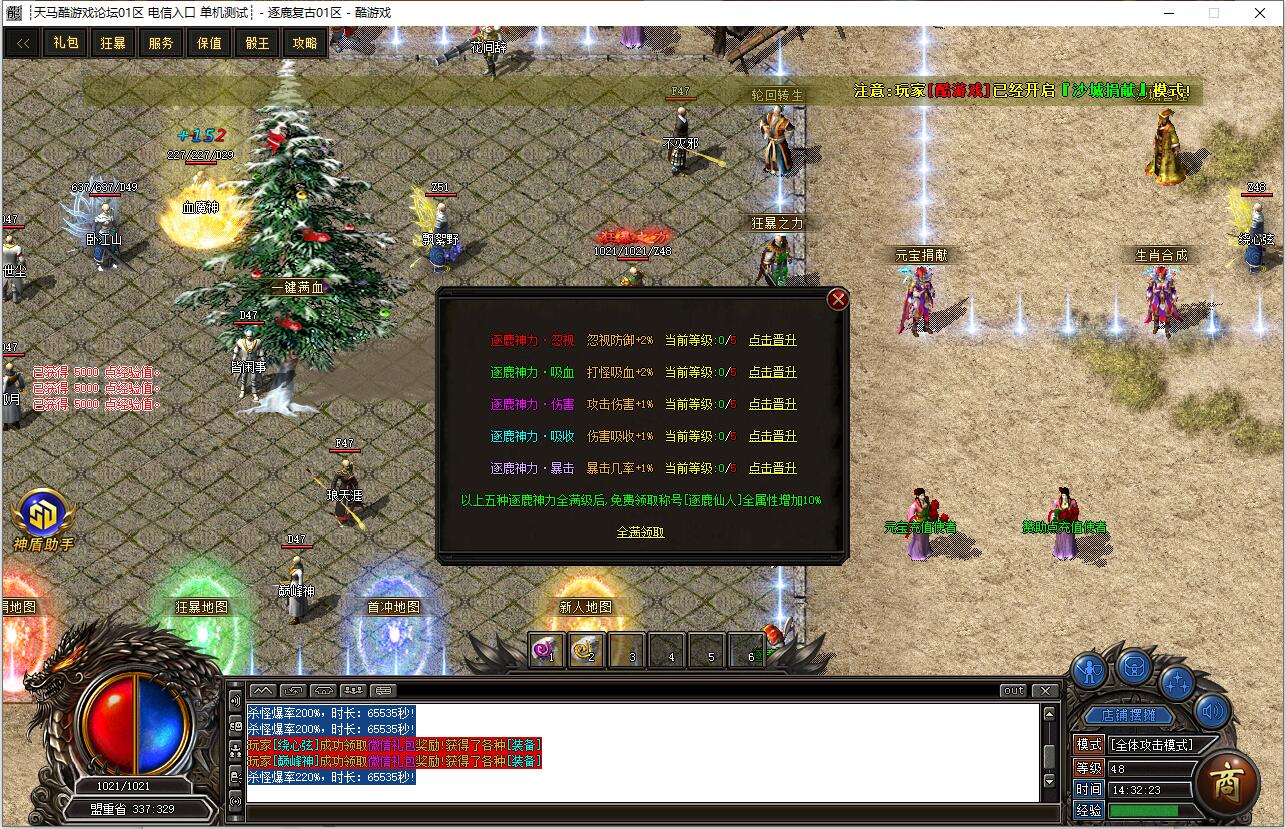 天马酷游戏论坛01区 电信入口 单机测试 - 逐鹿复古01区 - 酷游戏
<< 礼包 狂暴 服务 保值 骰王 攻略
花间辞
注意:玩家[酷游戏]已经开启『沙城捐献』模式!
E47
轮回转生
+152
不灭邪
227/227/D29
637/637/D49
Z51
Z48
血魔神
D47
卧江山
飘絮野
狂暴之力
绕心弦
狂暴之力
1021/1021/Z48
元宝捐献
生肖合成
一键满血
D47
皆闲事
已获得 5000 点经验值。
已获得 5000 点经验值。
已获得 5000 点经验值。
逐鹿神力·忽视 忽视防御+2% 当前等级:0/5 点击晋升
逐鹿神力·吸血 打怪吸血+2% 当前等级:0/5 点击晋升
逐鹿神力·伤害 攻击伤害+1% 当前等级:0/5 点击晋升
逐鹿神力·吸收 伤害吸收+1% 当前等级:0/5 点击晋升
逐鹿神力·暴击 暴击几率+1% 当前等级:0/5 点击晋升
以上五种逐鹿神力全满级后,免费领取称号[逐鹿仙人]全属性增加10%
全满领取
E47
狼天涯
神盾助手
元宝充值使者
赞助点充值使者
D47
巅峰神
狂暴地图
首冲地图
新人地图
1 2 3 4 5 6
out
杀怪爆率200%，时长：65535秒!
杀怪爆率200%，时长：65535秒!
玩家[绕心弦]成功领取微信礼包奖励!获得了各种[装备]
玩家[巅峰神]成功领取微信礼包奖励!获得了各种[装备]
杀怪爆率220%，时长：65535秒!
1021/1021
盟重省 337:329
店铺摆摊
模式 [全体攻击模式]
等级 48
时间 14:32:23
经验
商